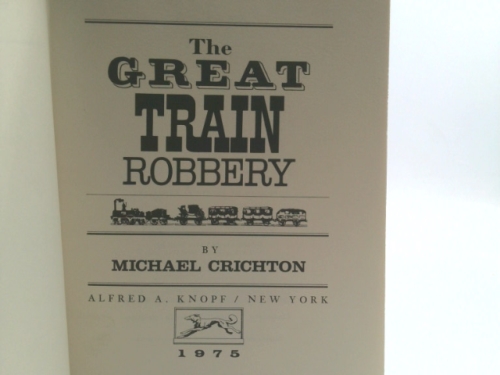 The
GREAT
TRAIN
ROBBERY
BY
MICHAEL CRICHTON
ALFRED A. KNOPF / NEW YORK
1975